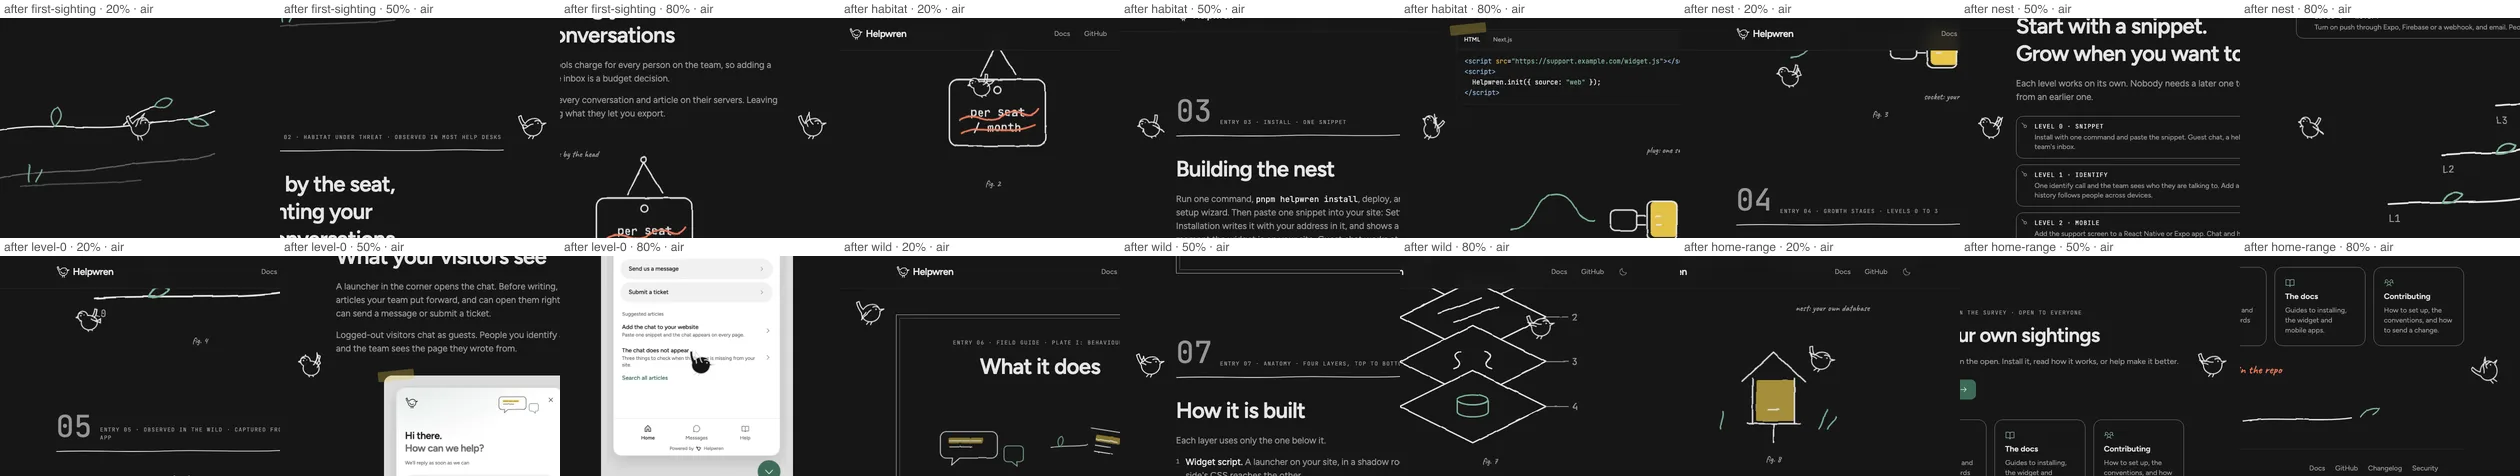 after first-sighting · 20% · air
after first-sighting · 50% · air
after first-sighting · 80% · air
after habitat · 20% · air
after habitat · 50% · air
after habitat · 80% · air
after nest · 20% · air
after nest · 50% · air
after nest · 80% · air
02 · HABITAT UNDER THREAT · OBSERVED IN MOST HELP DESKS
by the seat,
nting your
onversations
ools charge for every person on the team, so adding a
inbox is a budget decision.
every conversation and article on their servers. Leaving
what they let you export.
by the head
per seat
Helpwren
Docs GitHub
per seat
/ month
fig. 2
03
ENTRY 03 · INSTALL · ONE SNIPPET
Building the nest
Run one command, pnpm helpwren install, deploy, an
setup wizard. Then paste one snippet into your site: Set
Installation writes it with your address in it, and shows a
HTML Next.js
<script src="https://support.example.com/widget.js"></s
<script>
Helpwren.init({ source: "web" });
</script>
plug: one s
Helpwren
Docs
socket: your
fig. 3
04
ENTRY 04 · GROWTH STAGES · LEVELS 0 TO 3
Start with a snippet.
Grow when you want to
Each level works on its own. Nobody needs a later one t
from an earlier one.
LEVEL 0 · SNIPPET
Install with one command and paste the snippet. Guest chat, a hel
team's inbox.
LEVEL 1 · IDENTIFY
One identify call and the team sees who they are talking to. Add a
history follows people across devices.
LEVEL 2 · MOBILE
Add the support screen to a React Native or Expo app. Chat and h
Turn on push through Expo, Firebase or a webhook, and email. Peo
L3
L2
L1
after level-0 · 20% · air
after level-0 · 50% · air
after level-0 · 80% · air
after wild · 20% · air
after wild · 50% · air
after wild · 80% · air
after home-range · 20% · air
after home-range · 50% · air
after home-range · 80% · air
Helpwren
Docs
fig. 4
05
ENTRY 05 · OBSERVED IN THE WILD · CAPTURED FR
APP
What your visitors see
A launcher in the corner opens the chat. Before writing,
articles your team put forward, and can open them right
can send a message or submit a ticket.
Logged-out visitors chat as guests. People you identify
and the team sees the page they wrote from.
Hi there.
How can we help?
We'll reply as soon as we can
Send us a message
Submit a ticket
Suggested articles
Add the chat to your website
Paste one snippet and the chat appears on every page.
The chat does not appear
Three things to check when th is missing from your
site.
Search all articles
Home Messages Help
Powered by Helpwren
Helpwren
Docs
ENTRY 06 · FIELD GUIDE · PLATE I: BEHAVIOU
What it does
07
ENTRY 07 · ANATOMY · FOUR LAYERS, TOP TO BOTT
How it is built
Each layer uses only the one below it.
1 Widget script. A launcher on your site, in a shadow ro
side's CSS reaches the other.
Docs GitHub
2
3
4
fig. 7
en
Docs GitHub
nest: your own database
fig. 8
N THE SURVEY · OPEN TO EVERYONE
ur own sightings
n the open. Install it, read how it works, or help make it better.
The docs
Guides to installing,
the widget and
Contributing
How to set up, the
conventions, and how
and
rds
The docs
Guides to installing,
the widget and
mobile apps.
Contributing
How to set up, the
conventions, and how
to send a change.
in the repo
Docs GitHub Changelog Security